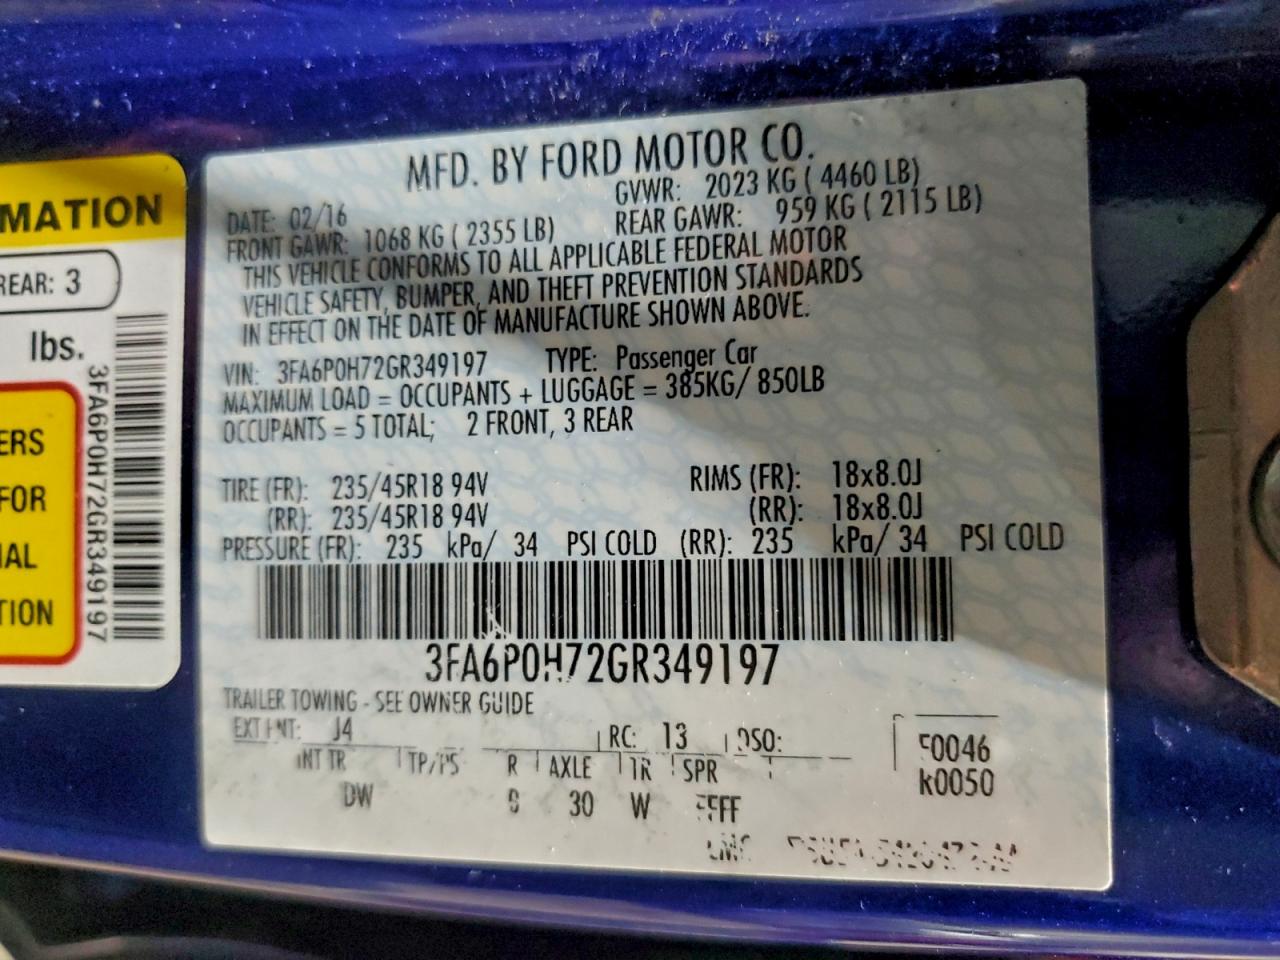 MATION
REAR: 3
lbs.
ERS
FOR
IAL
TION
3FA6P0H72GR349197
MFD. BY FORD MOTOR CO.
DATE: 02/16 GVWR: 2023 KG ( 4460 LB)
FRONT GAWR: 1068 KG ( 2355 LB) REAR GAWR: 959 KG ( 2115 LB)
THIS VEHICLE CONFORMS TO ALL APPLICABLE FEDERAL MOTOR
VEHICLE SAFETY, BUMPER, AND THEFT PREVENTION STANDARDS
IN EFFECT ON THE DATE OF MANUFACTURE SHOWN ABOVE.
VIN: 3FA6P0H72GR349197 TYPE: Passenger Car
MAXIMUM LOAD = OCCUPANTS + LUGGAGE = 385KG/ 850LB
OCCUPANTS = 5 TOTAL; 2 FRONT, 3 REAR
TIRE (FR): 235/45R18 94V RIMS (FR): 18x8.0J
(RR): 235/45R18 94V (RR): 18x8.0J
PRESSURE (FR): 235 kPa/ 34 PSI COLD (RR): 235 kPa/ 34 PSI COLD
3FA6P0H72GR349197
TRAILER TOWING - SEE OWNER GUIDE
EXT PNT: J4 RC: 13 DSO: F0046
INT TR TP/PS R AXLE TR SPR K0050
DW 30 W FFFF